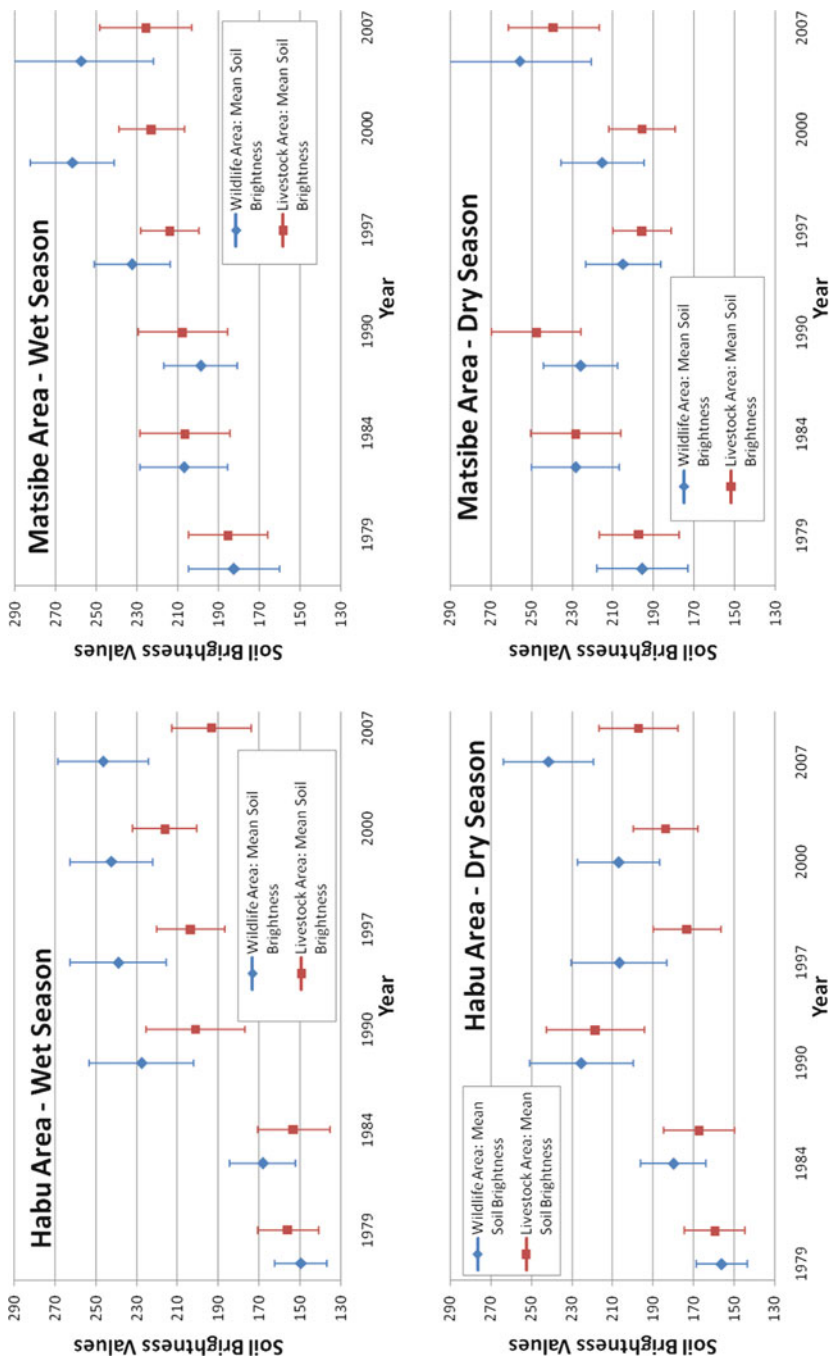 Habu Area - Wet Season
Soil Brightness Values
290
270
250
230
210
190
170
150
130
1979
1984
1990
1997
2000
2007
Year
Wildlife Area: Mean Soil
Brightness
Livestock Area: Mean Soil
Brightness
Matsibe Area - Wet Season
Soil Brightness Values
290
270
250
230
210
190
170
150
130
1979
1984
1990
1997
2000
2007
Year
Wildlife Area: Mean Soil
Brightness
Livestock Area: Mean Soil
Brightness
Habu Area - Dry Season
Soil Brightness Values
290
270
250
230
210
190
170
150
130
1979
1984
1990
1997
2000
2007
Year
Wildlife Area: Mean
Soil Brightness
Livestock Area: Mean
Soil Brightness
Matsibe Area - Dry Season
Soil Brightness Values
290
270
250
230
210
190
170
150
130
1979
1984
1990
1997
2000
2007
Year
Wildlife Area: Mean Soil
Brightness
Livestock Area: Mean Soil
Brightness